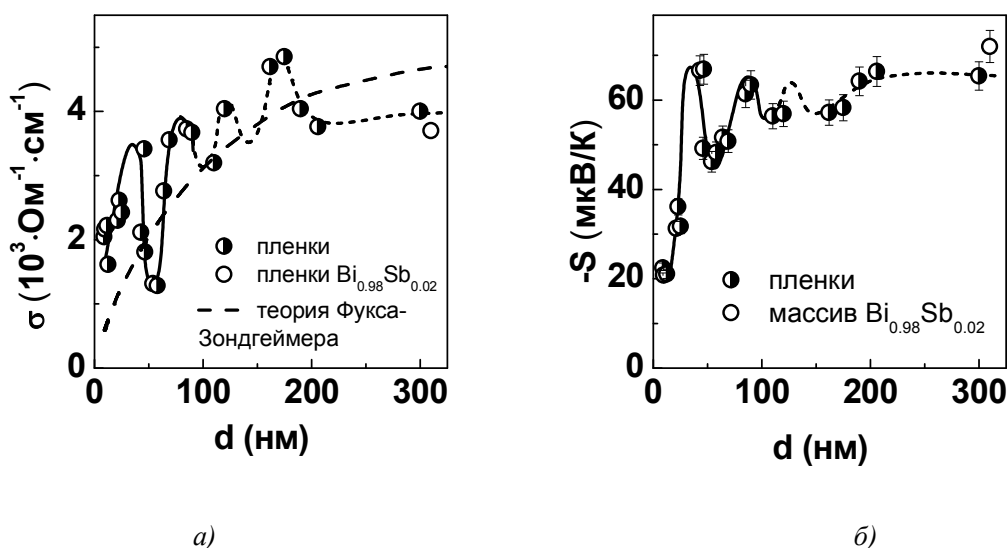 σ (10³·Ом⁻¹·см⁻¹)
4
2
0
пленки
пленки Bi₀.₉₈Sb₀.₀₂
теория Фукса-
Зондгеймера
0 100 200 300
d (нм)
а)
-S (мкВ/К)
60
40
20
0
пленки
массив Bi₀.₉₈Sb₀.₀₂
0 100 200 300
d (нм)
б)